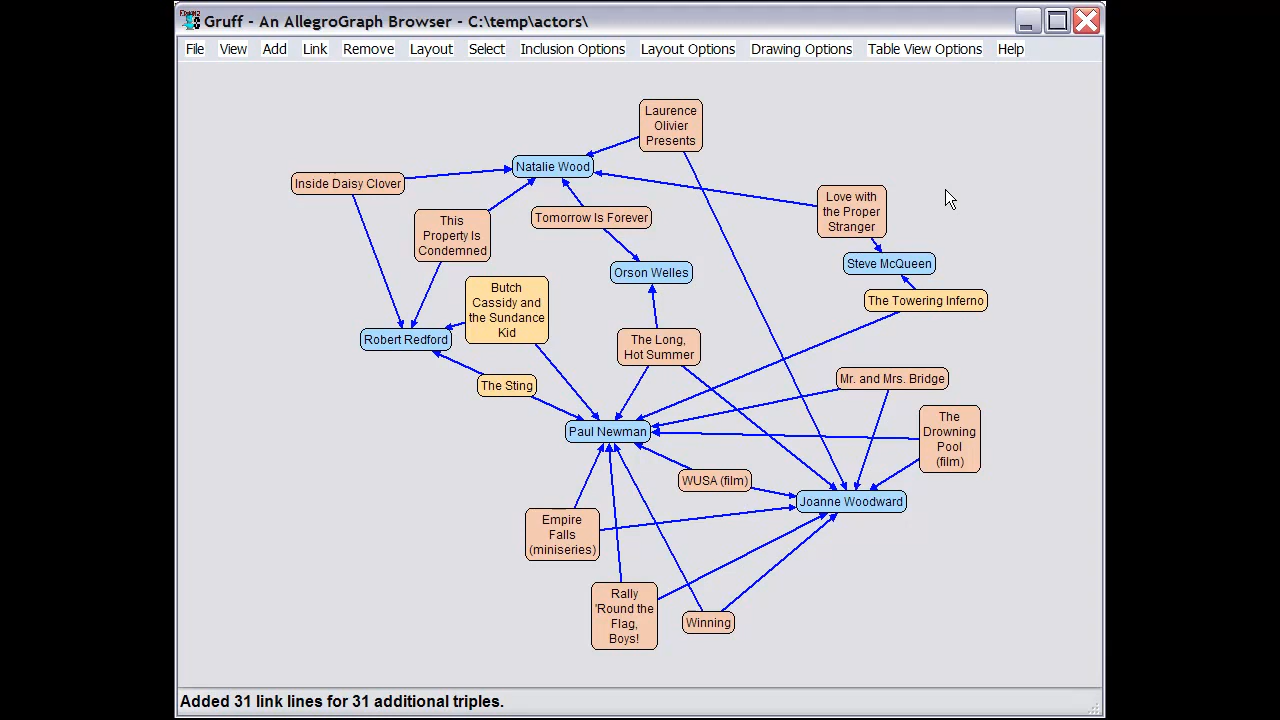 Gruff - An AllegroGraph Browser - C:\temp\actors\
File View Add Link Remove Layout Select Inclusion Options Layout Options Drawing Options Table View Options Help
Laurence
Olivier
Presents
Natalie Wood
Inside Daisy Clover
Love with
the Proper
Stranger
This
Property Is
Condemned
Tomorrow Is Forever
Steve McQueen
Orson Welles
Butch
Cassidy and
the Sundance
Kid
The Towering Inferno
Robert Redford
The Long,
Hot Summer
The Sting
Mr. and Mrs. Bridge
The
Drowning
Pool
(film)
Paul Newman
WUSA (film)
Joanne Woodward
Empire
Falls
(miniseries)
Rally
'Round the
Flag,
Boys!
Winning
Added 31 link lines for 31 additional triples.